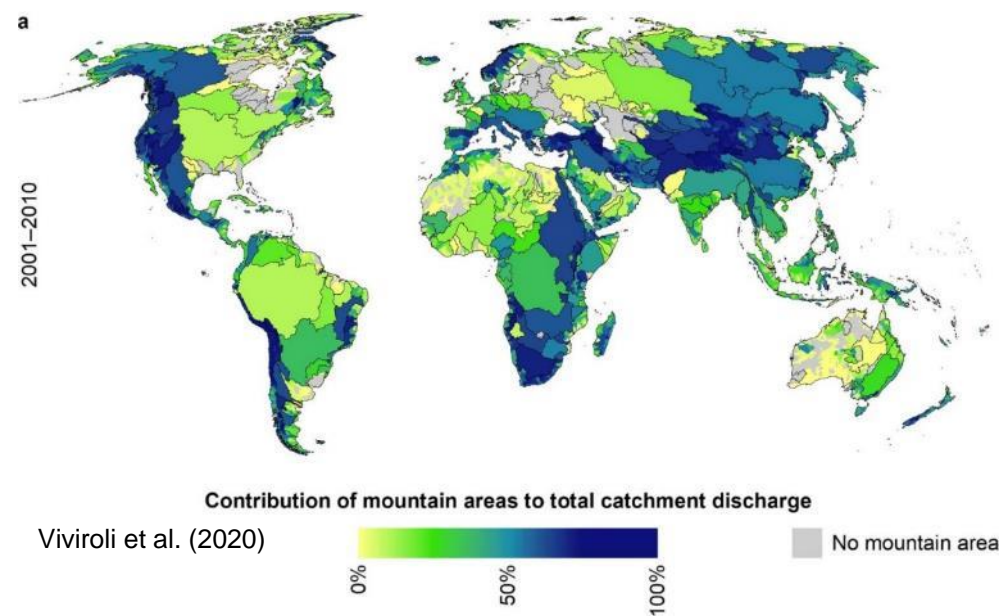 a
2001–2010
Contribution of mountain areas to total catchment discharge
Viviroli et al. (2020)
No mountain area
0%
50%
100%